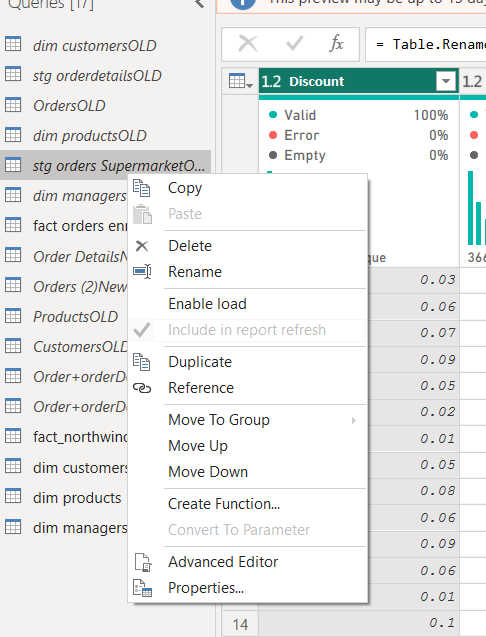 Queries [17]
This preview may be up to 15 day
= Table.Rename
dim customersOLD
stg orderdetailsOLD
OrdersOLD
dim productsOLD
stg orders SupermarketO...
dim managers
fact orders en
Order DetailsN
Orders (2)New
ProductsOLD
CustomersOLD
Order+orderDe
Order+orderDe
fact_northwind
dim customers
dim products
dim managers
Copy
Paste
Delete
Rename
Enable load
Include in report refresh
Duplicate
Reference
Move To Group
Move Up
Move Down
Create Function...
Convert To Parameter
Advanced Editor
Properties...
1.2 Discount
1.2
Valid 100%
Error 0%
Empty 0%
que
366
0.03
0.06
0.07
0.09
0.05
0.02
0.01
0.05
0.08
0.06
0.09
0.06
0.01
14 0.1